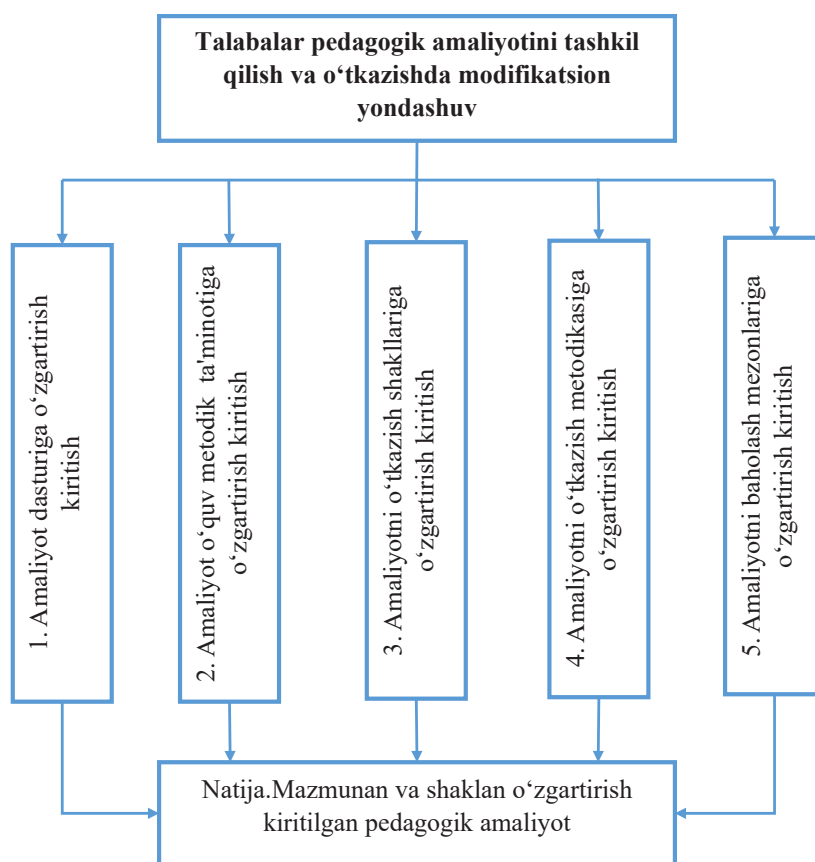 Talabalar pedagogik amaliyotini tashkil
qilish va o‘tkazishda modifikatsion
yondashuv
1. Amaliyot dasturiga o‘zgartirish
kiritish
2. Amaliyot o‘quv metodik  ta'minotiga
o‘zgartirish kiritish
3. Amaliyotni o‘tkazish shakllariga
o‘zgartirish kiritish
4. Amaliyotni o‘tkazish metodikasiga
o‘zgartirish kiritish
5. Amaliyotni baholash mezonlariga
o‘zgartirish kiritish
Natija.Mazmunan va shaklan o‘zgartirish
kiritilgan pedagogik amaliyot